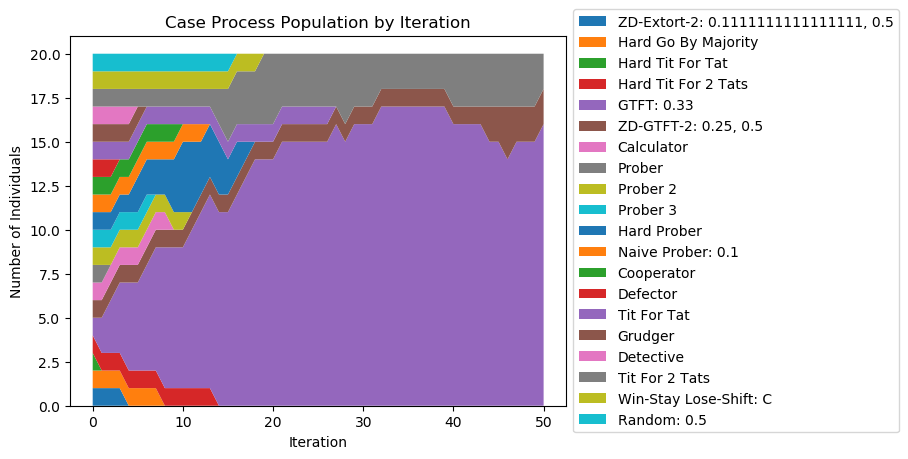 Case Process Population by Iteration
Number of Individuals
20.0
17.5
15.0
12.5
10.0
7.5
5.0
2.5
0.0
0
10
20
30
40
50
Iteration
ZD-Extort-2: 0.1111111111111111, 0.5
Hard Go By Majority
Hard Tit For Tat
Hard Tit For 2 Tats
GTFT: 0.33
ZD-GTFT-2: 0.25, 0.5
Calculator
Prober
Prober 2
Prober 3
Hard Prober
Naive Prober: 0.1
Cooperator
Defector
Tit For Tat
Grudger
Detective
Tit For 2 Tats
Win-Stay Lose-Shift: C
Random: 0.5